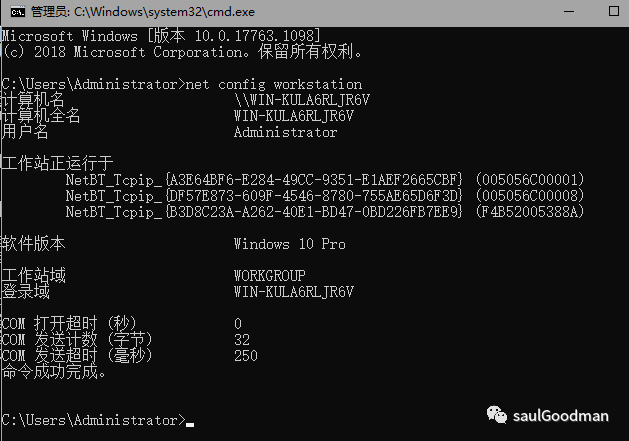 管理员: C:\Windows\system32\cmd.exe
Microsoft Windows [版本 10.0.17763.1098]
(c) 2018 Microsoft Corporation。保留所有权利。
C:\Users\Administrator>net config workstation
计算机名 \\WIN-KULA6RLJR6V
计算机全名 WIN-KULA6RLJR6V
用户名 Administrator
工作站正运行于
NetBT_Tcpip_{A3E64BF6-E284-49CC-9351-E1AEF2665CBF} (005056C00001)
NetBT_Tcpip_{DF57E873-609F-4546-8780-755AE65D6F3D} (005056C00008)
NetBT_Tcpip_{B3D8C23A-A262-40E1-BD47-0BD226FB7EE9} (F4B52005388A)
软件版本 Windows 10 Pro
工作站域 WORKGROUP
登录域 WIN-KULA6RLJR6V
COM 打开超时 (秒) 0
COM 发送计数 (字节) 32
COM 发送超时 (毫秒) 250
命令成功完成。
C:\Users\Administrator>
saulGoodman